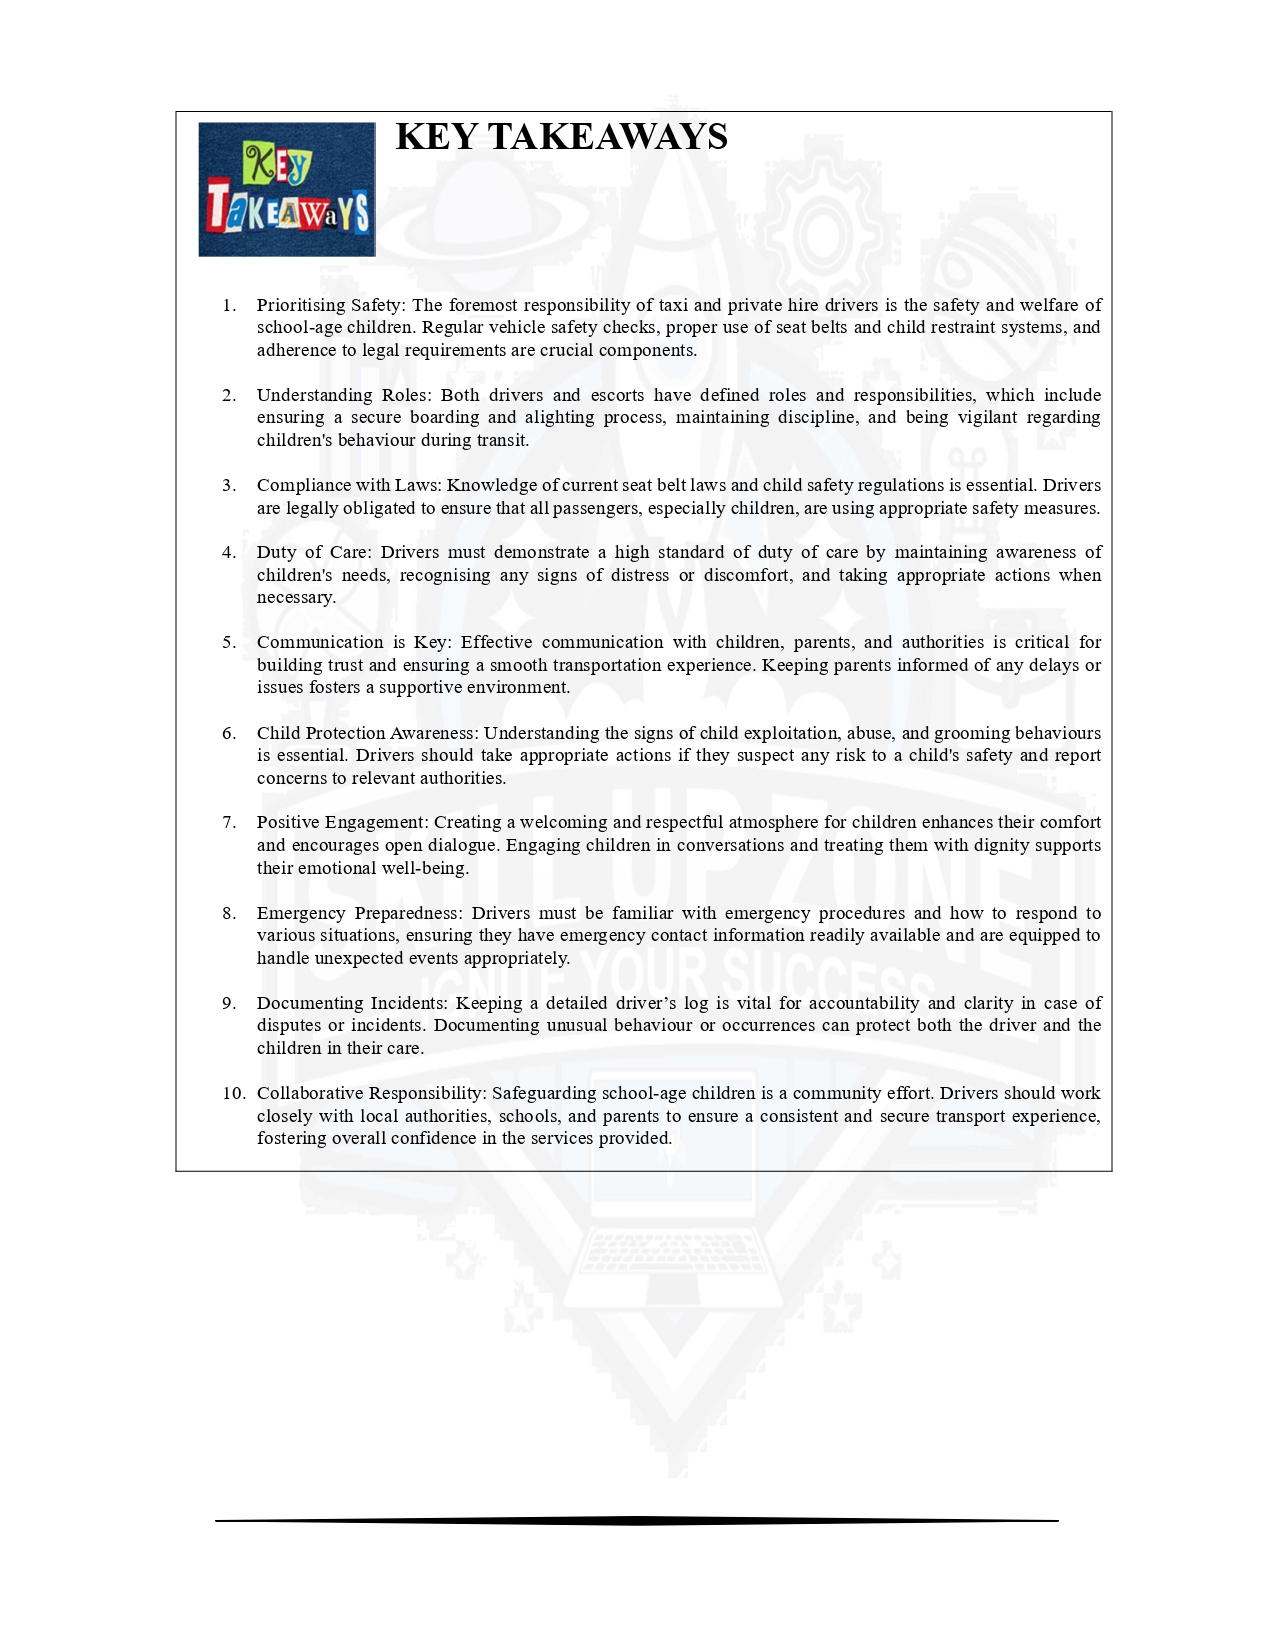 KEY TAKEAWAYS
KEY
TAKEAWAYS
1. Prioritising Safety: The foremost responsibility of taxi and private hire drivers is the safety and welfare of
school-age children. Regular vehicle safety checks, proper use of seat belts and child restraint systems, and
adherence to legal requirements are crucial components.
2. Understanding Roles: Both drivers and escorts have defined roles and responsibilities, which include
ensuring a secure boarding and alighting process, maintaining discipline, and being vigilant regarding
children's behaviour during transit.
3. Compliance with Laws: Knowledge of current seat belt laws and child safety regulations is essential. Drivers
are legally obligated to ensure that all passengers, especially children, are using appropriate safety measures.
4. Duty of Care: Drivers must demonstrate a high standard of duty of care by maintaining awareness of
children's needs, recognising any signs of distress or discomfort, and taking appropriate actions when
necessary.
5. Communication is Key: Effective communication with children, parents, and authorities is critical for
building trust and ensuring a smooth transportation experience. Keeping parents informed of any delays or
issues fosters a supportive environment.
6. Child Protection Awareness: Understanding the signs of child exploitation, abuse, and grooming behaviours
is essential. Drivers should take appropriate actions if they suspect any risk to a child's safety and report
concerns to relevant authorities.
7. Positive Engagement: Creating a welcoming and respectful atmosphere for children enhances their comfort
and encourages open dialogue. Engaging children in conversations and treating them with dignity supports
their emotional well-being.
8. Emergency Preparedness: Drivers must be familiar with emergency procedures and how to respond to
various situations, ensuring they have emergency contact information readily available and are equipped to
handle unexpected events appropriately.
9. Documenting Incidents: Keeping a detailed driver’s log is vital for accountability and clarity in case of
disputes or incidents. Documenting unusual behaviour or occurrences can protect both the driver and the
children in their care.
10. Collaborative Responsibility: Safeguarding school-age children is a community effort. Drivers should work
closely with local authorities, schools, and parents to ensure a consistent and secure transport experience,
fostering overall confidence in the services provided.
SKILL UP ZONE
IGNITE YOUR SUCCESS